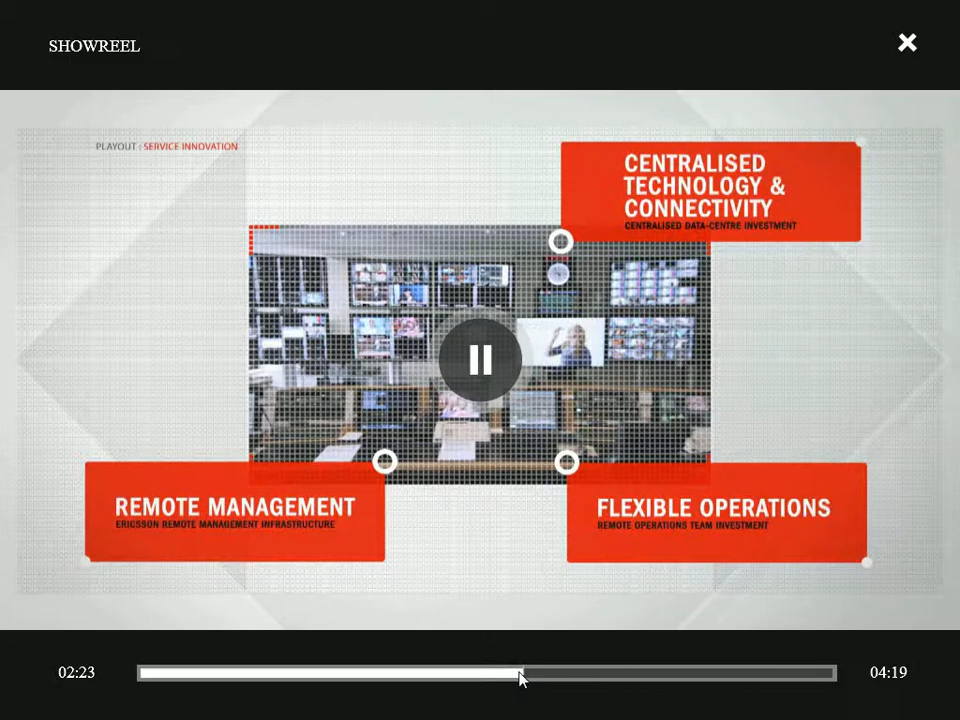 SHOWREEL
PLAYOUT : SERVICE INNOVATION
CENTRALISED
TECHNOLOGY &
CONNECTIVITY
CENTRALISED DATA-CENTRE INVESTMENT
REMOTE MANAGEMENT
ERICSSON REMOTE MANAGEMENT INFRASTRUCTURE
FLEXIBLE OPERATIONS
REMOTE OPERATIONS TEAM INVESTMENT
02:23
04:19